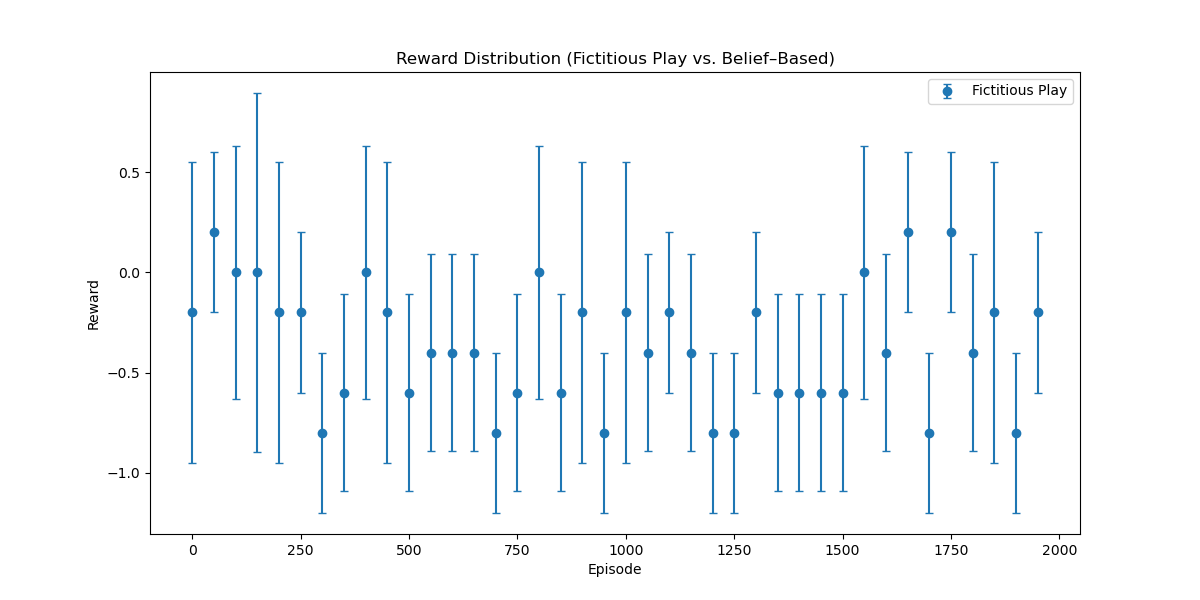 Reward Distribution (Fictitious Play vs. Belief–Based)
Fictitious Play
0.5
0.0
−0.5
−1.0
Reward
0 250 500 750 1000 1250 1500 1750 2000
Episode